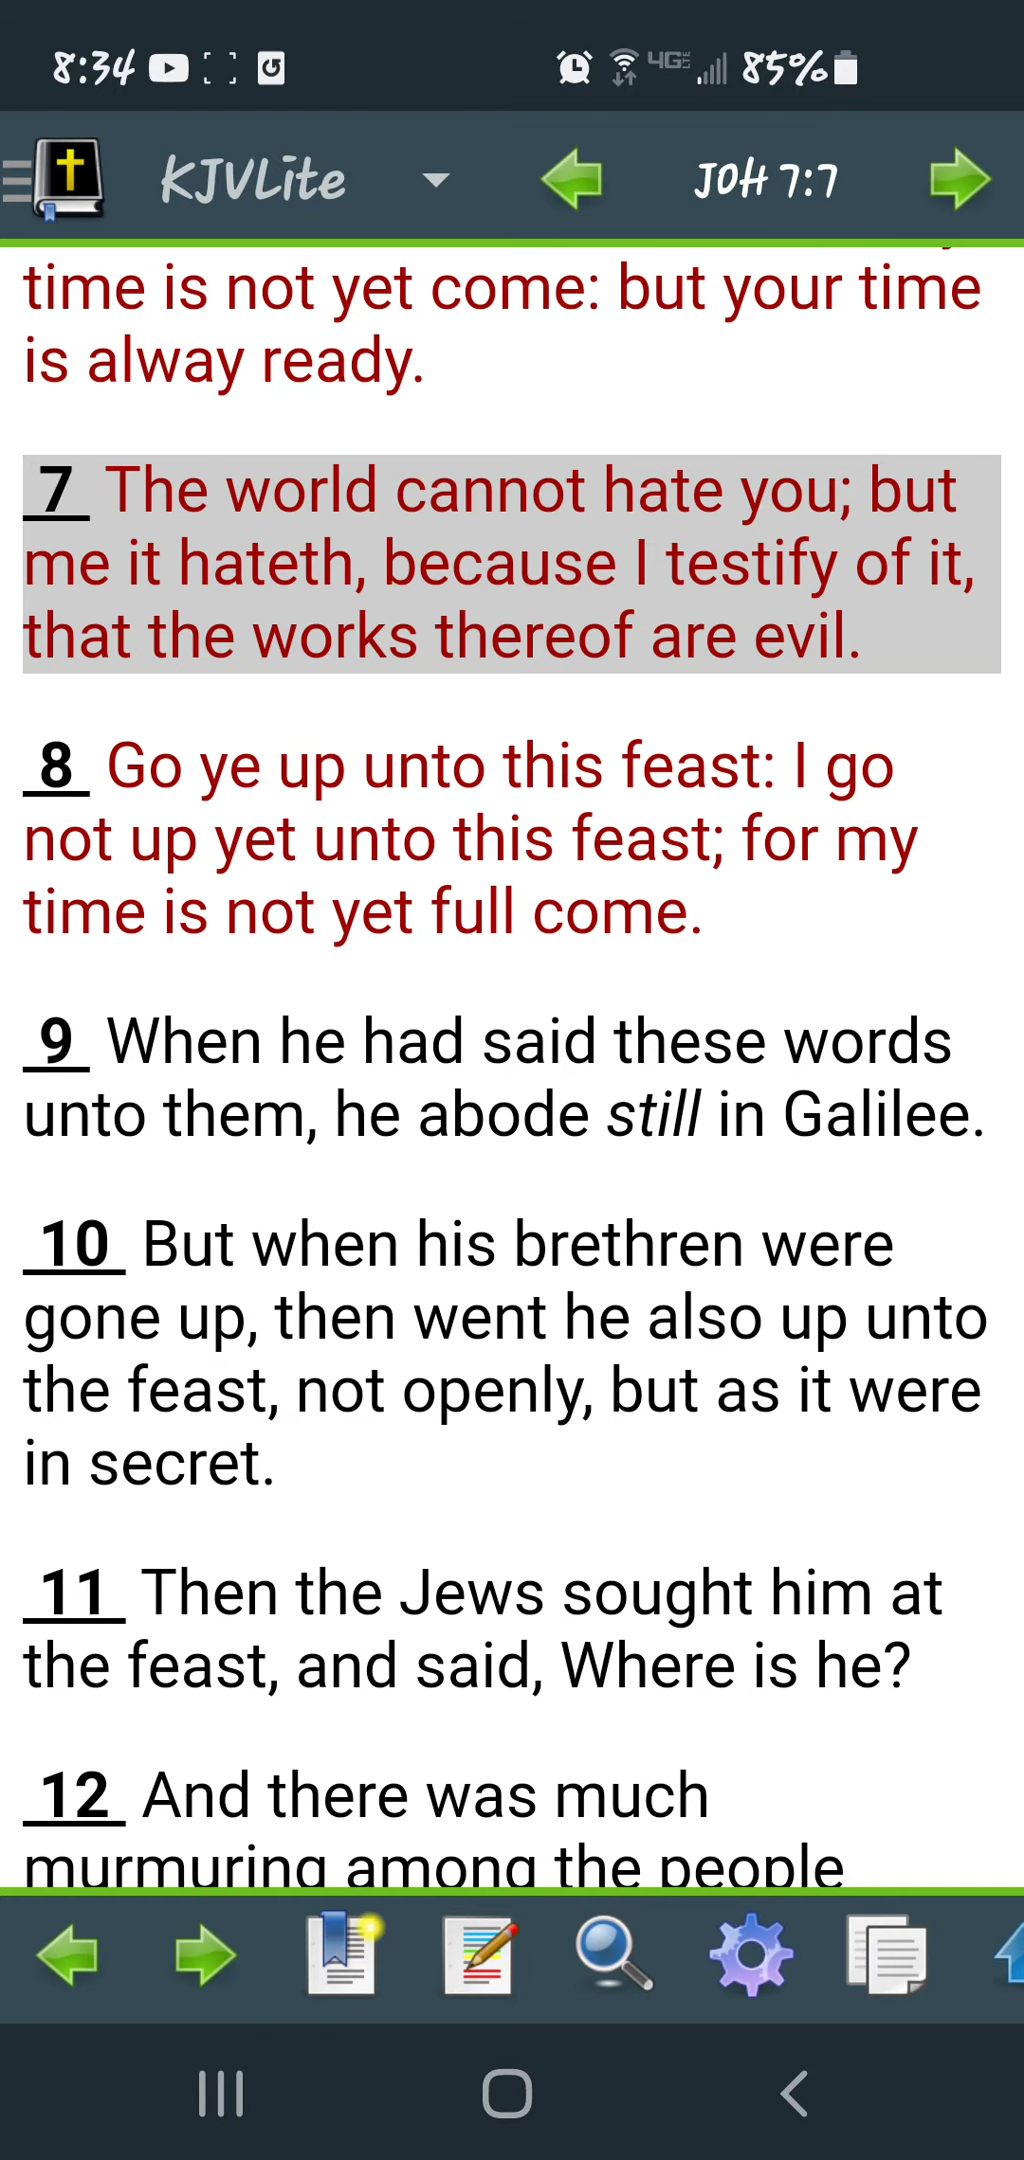 8:34 4GE 85%
KJVLite JOH 7:7
time is not yet come: but your time
is alway ready.
7 The world cannot hate you; but
me it hateth, because I testify of it,
that the works thereof are evil.
8 Go ye up unto this feast: I go
not up yet unto this feast; for my
time is not yet full come.
9 When he had said these words
unto them, he abode still in Galilee.
10 But when his brethren were
gone up, then went he also up unto
the feast, not openly, but as it were
in secret.
11 Then the Jews sought him at
the feast, and said, Where is he?
12 And there was much
murmuring among the people